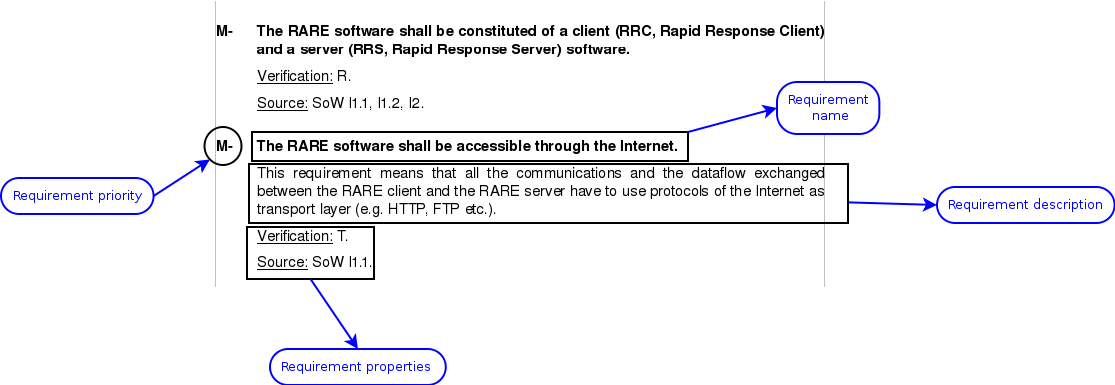 M- The RARE software shall be constituted of a client (RRC, Rapid Response Client)
and a server (RRS, Rapid Response Server) software.
Verification: R.
Source: SoW I1.1, I1.2, I2.
Requirement
name
M- The RARE software shall be accessible through the Internet.
This requirement means that all the communications and the dataflow exchanged
between the RARE client and the RARE server have to use protocols of the Internet as
transport layer (e.g. HTTP, FTP etc.).
Requirement priority
Requirement description
Verification: T.
Source: SoW I1.1.
Requirement properties